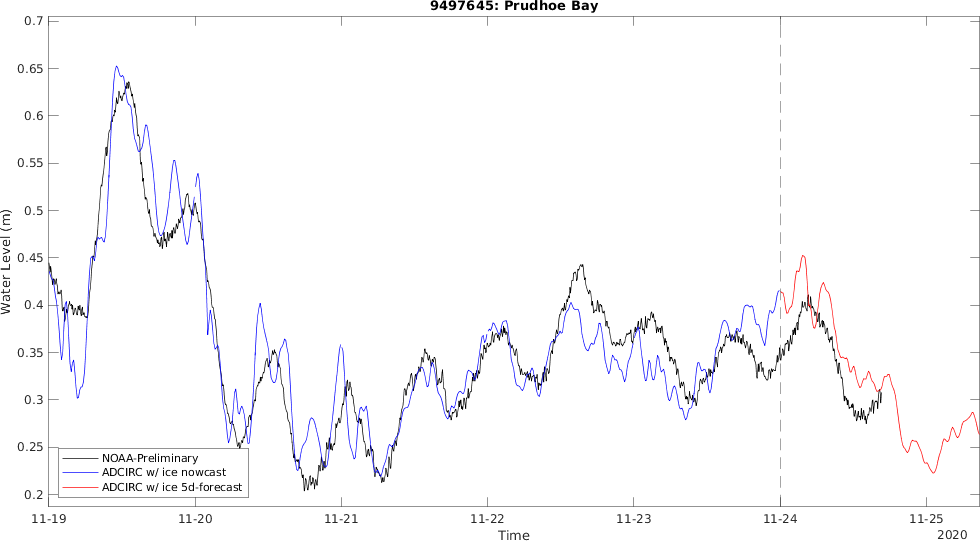 9497645: Prudhoe Bay
0.7
0.65
0.6
0.55
0.5
0.45
0.4
0.35
0.3
0.25
0.2
Water Level (m)
NOAA-Preliminary
ADCIRC w/ ice nowcast
ADCIRC w/ ice 5d-forecast
11-19 11-20 11-21 11-22 11-23 11-24 11-25
Time
2020